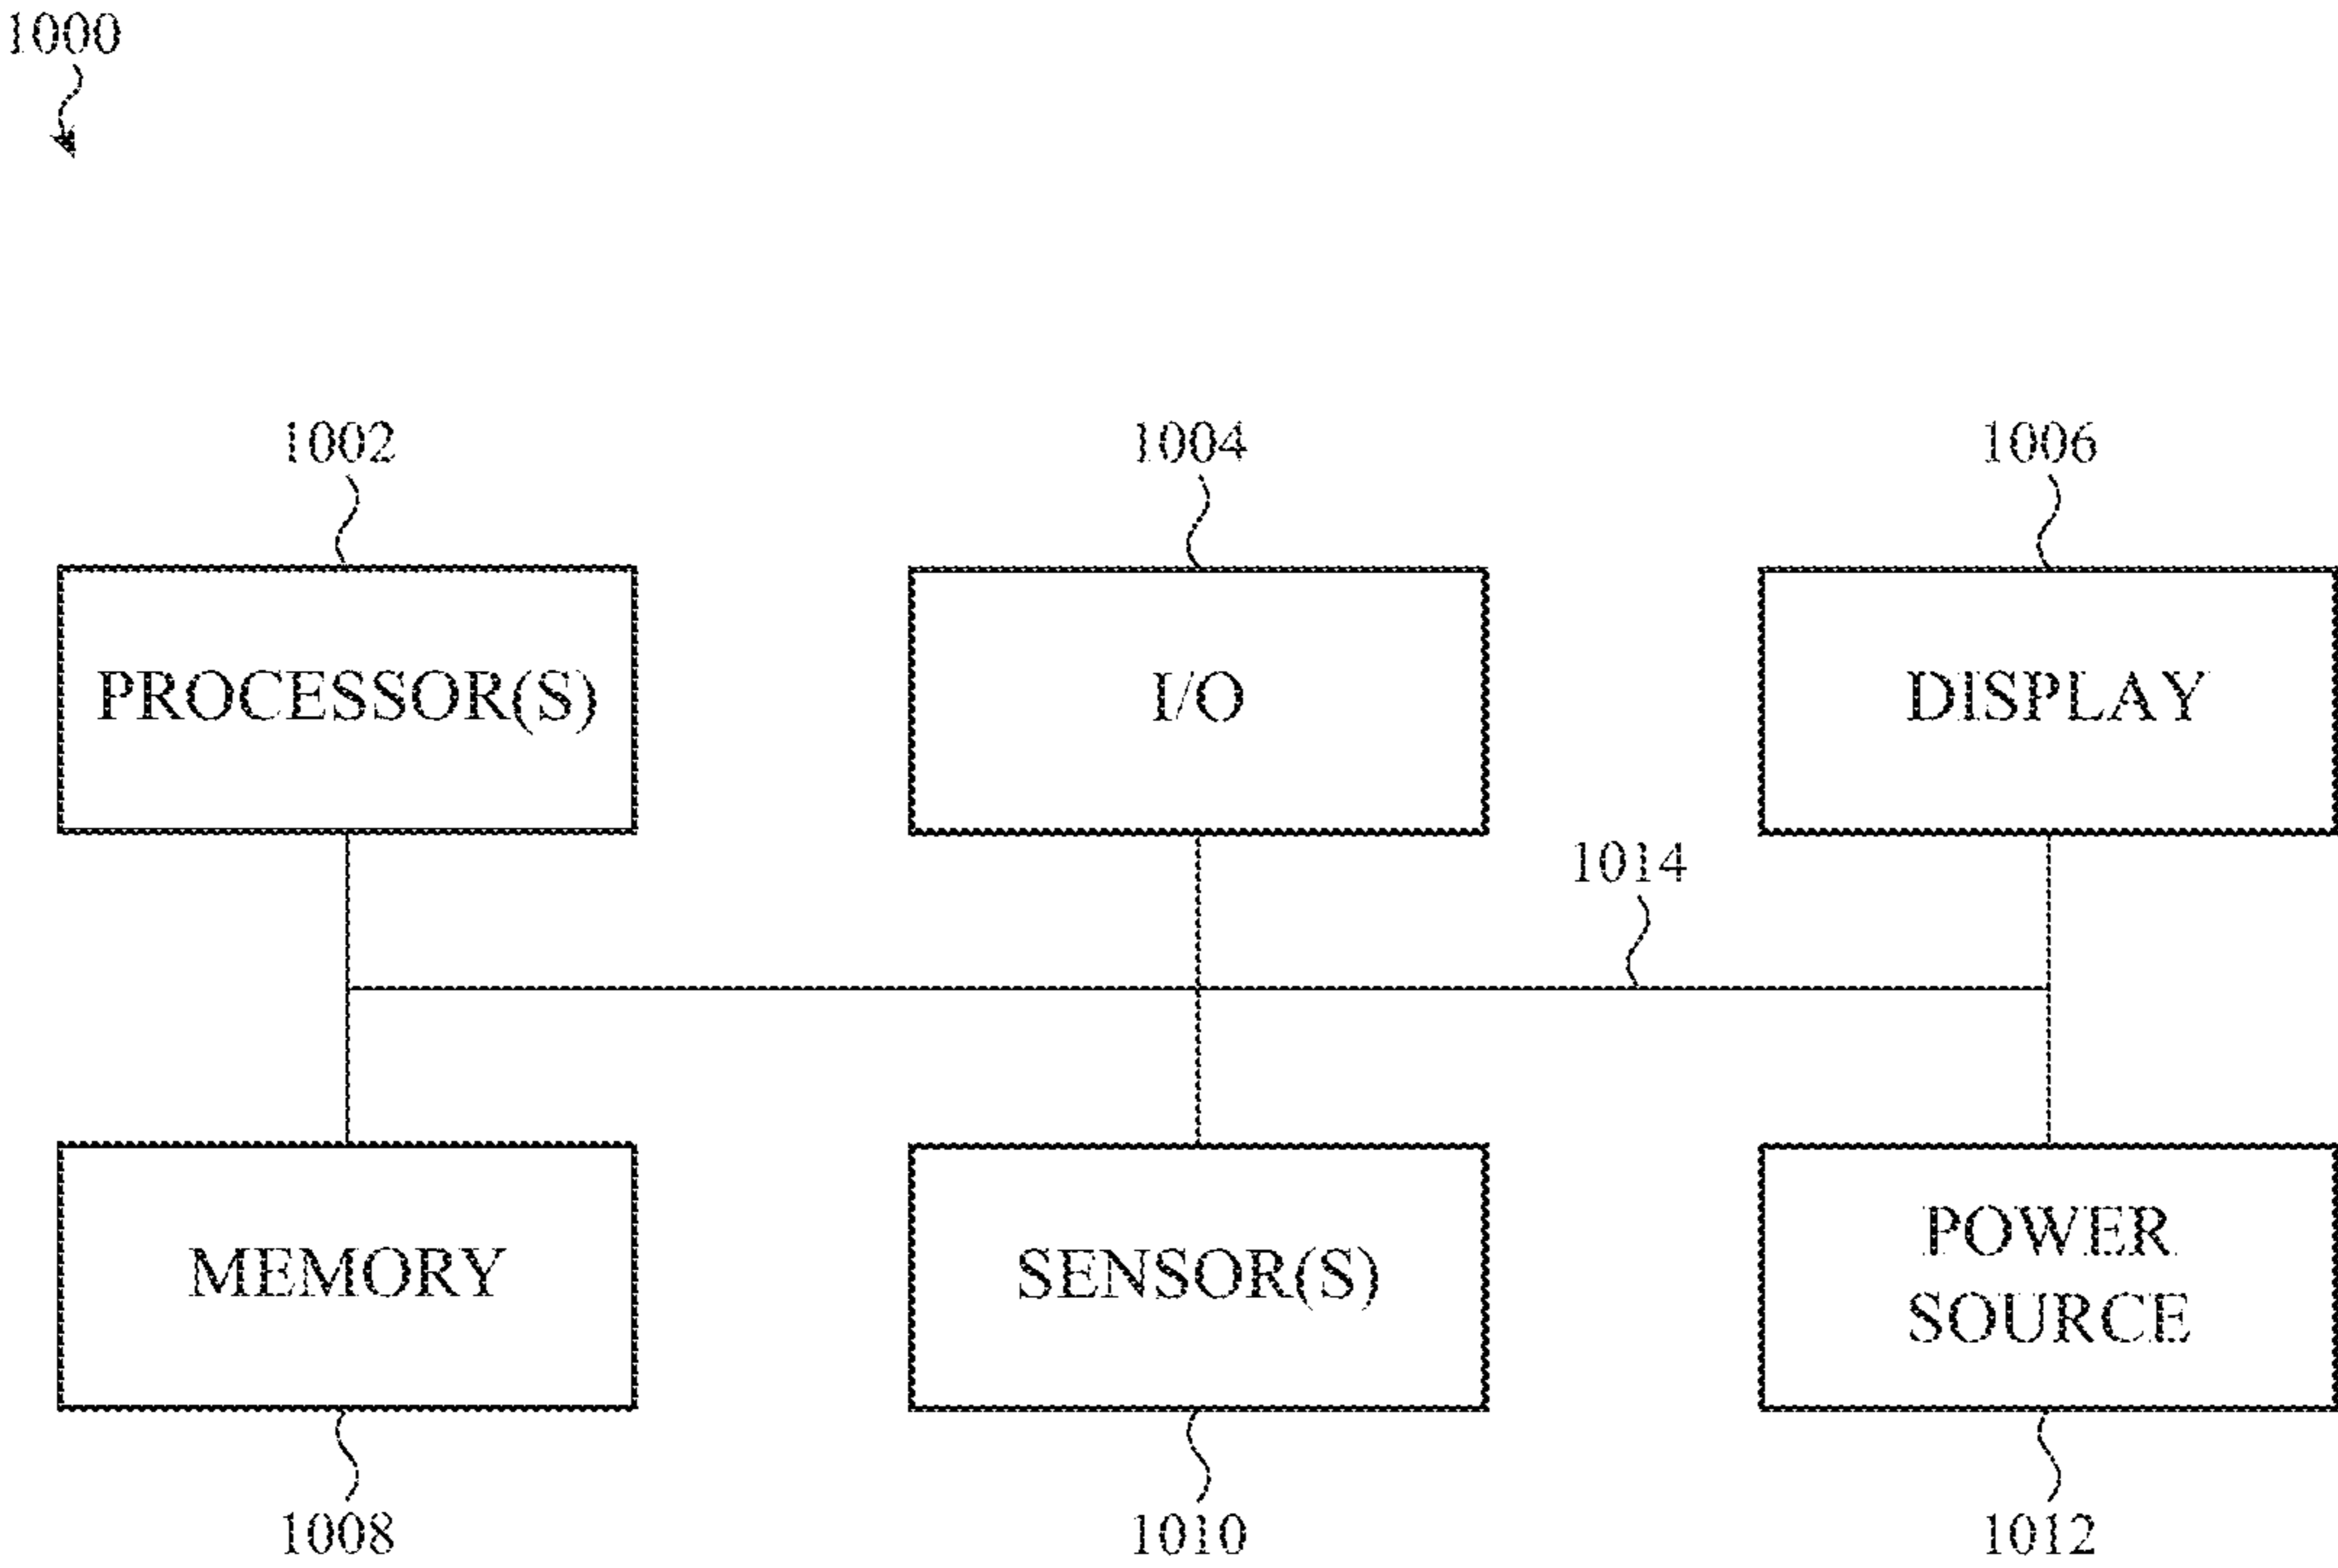 1000
1002
1004
1006
PROCESSOR(S)
I/O
DISPLAY
1014
MEMORY
SENSOR(S)
POWER
SOURCE
1008
1010
1012